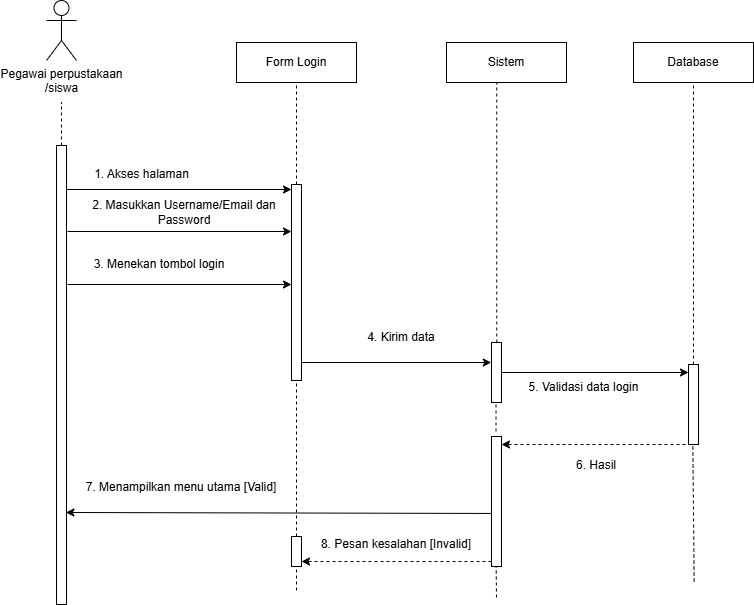 Pegawai perpustakaan
/siswa
Form Login
Sistem
Database
1. Akses halaman
2. Masukkan Username/Email dan
Password
3. Menekan tombol login
4. Kirim data
5. Validasi data login
6. Hasil
7. Menampilkan menu utama [Valid]
8. Pesan kesalahan [Invalid]